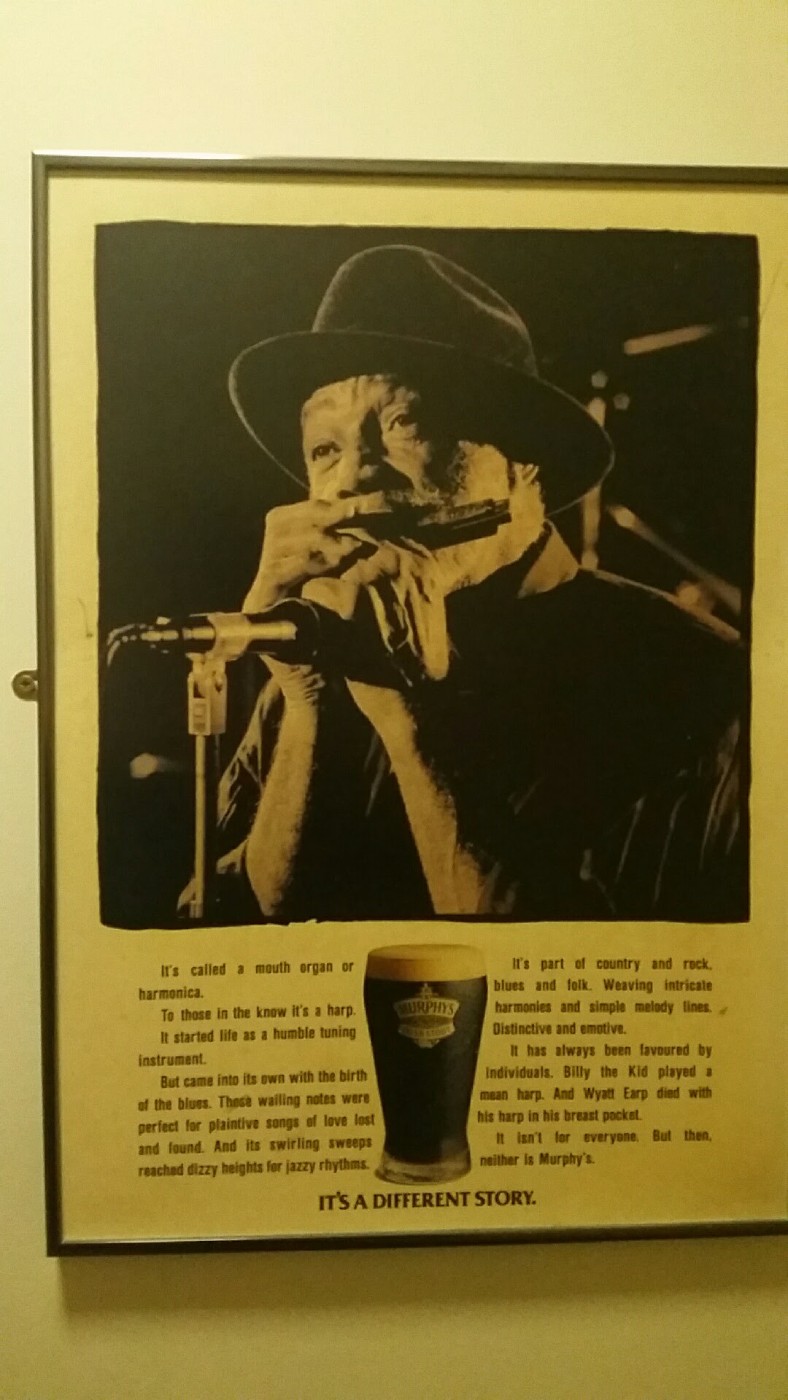 It's called a mouth organ or
harmonica.
To those in the know it's a harp.
It started life as a humble tuning
instrument.
But came into its own with the birth
of the blues. Those wailing notes were
perfect for plaintive songs of love lost
and found. And its swirling sweeps
reached dizzy heights for jazzy rhythms.
MURPHY'S
It's part of country and rock,
blues and folk. Weaving intricate
harmonies and simple melody lines.
Distinctive and emotive.
It has always been favoured by
individuals. Billy the Kid played a
mean harp. And Wyatt Earp died with
his harp in his breast pocket.
It isn't for everyone. But then,
neither is Murphy's.
IT'S A DIFFERENT STORY.